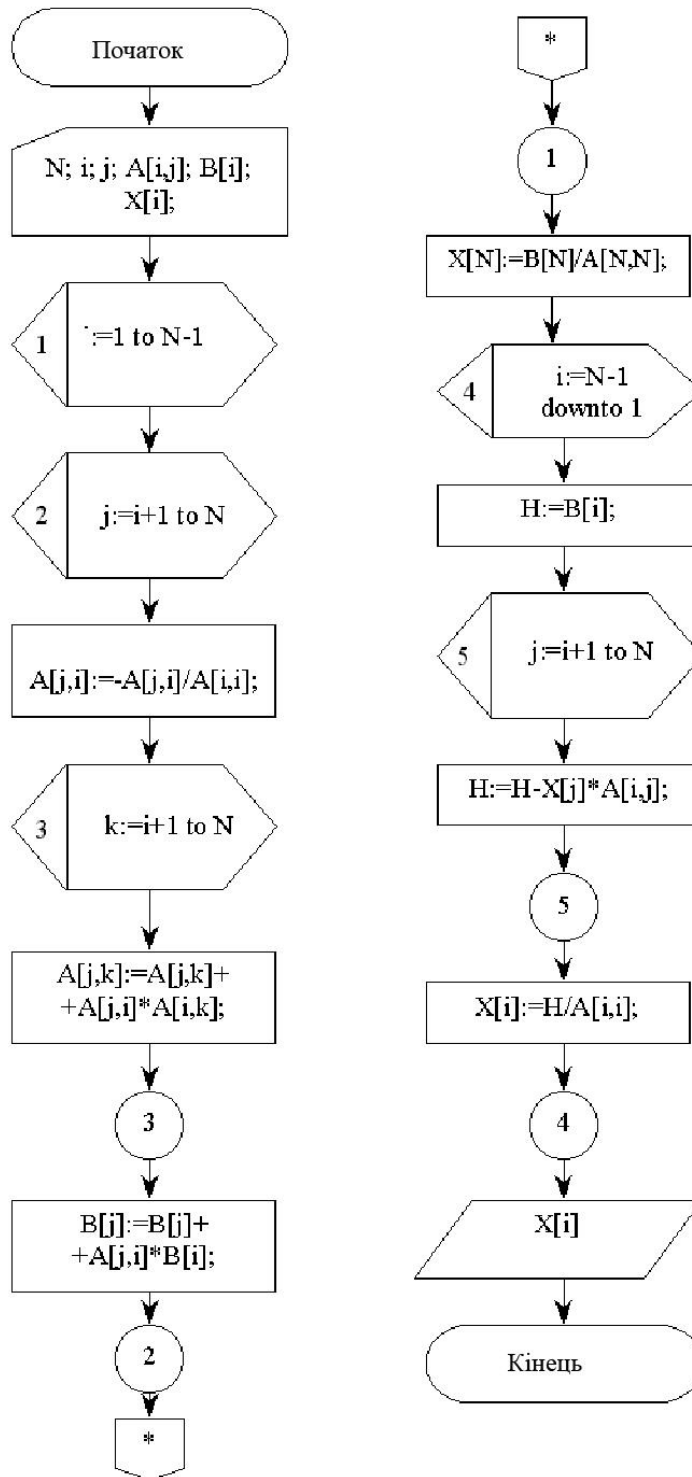 Початок
N; i; j; A[i,j]; B[i];
X[i];
1
:=1 to N-1
2
j:=i+1 to N
A[j,i]:=-A[j,i]/A[i,i];
3
k:=i+1 to N
A[j,k]:=A[j,k]+
+A[j,i]*A[i,k];
3
B[j]:=B[j]+
+A[j,i]*B[i];
2
*
*
1
X[N]:=B[N]/A[N,N];
4
i:=N-1
downto 1
H:=B[i];
5
j:=i+1 to N
H:=H-X[j]*A[i,j];
5
X[i]:=H/A[i,i];
4
X[i]
Кінець